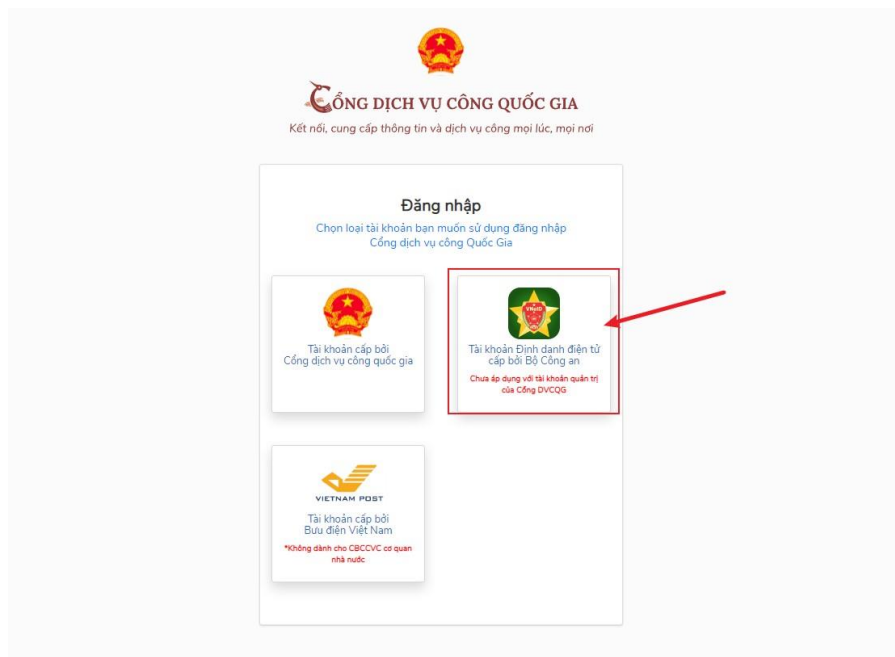 CỔNG DỊCH VỤ CÔNG QUỐC GIA
Kết nối, cung cấp thông tin và dịch vụ công mọi lúc, mọi nơi
Đăng nhập
Chọn loại tài khoản bạn muốn sử dụng đăng nhập
Cổng dịch vụ công Quốc Gia
Tài khoản cấp bởi
Cổng dịch vụ công quốc gia
VNeID
Tài khoản Định danh điện tử
cấp bởi Bộ Công an
Chưa áp dụng với tài khoản quản trị
của Cổng DVCQG
VIETNAM POST
Tài khoản cấp bởi
Bưu điện Việt Nam
*Không dành cho CBCCVC cơ quan
nhà nước